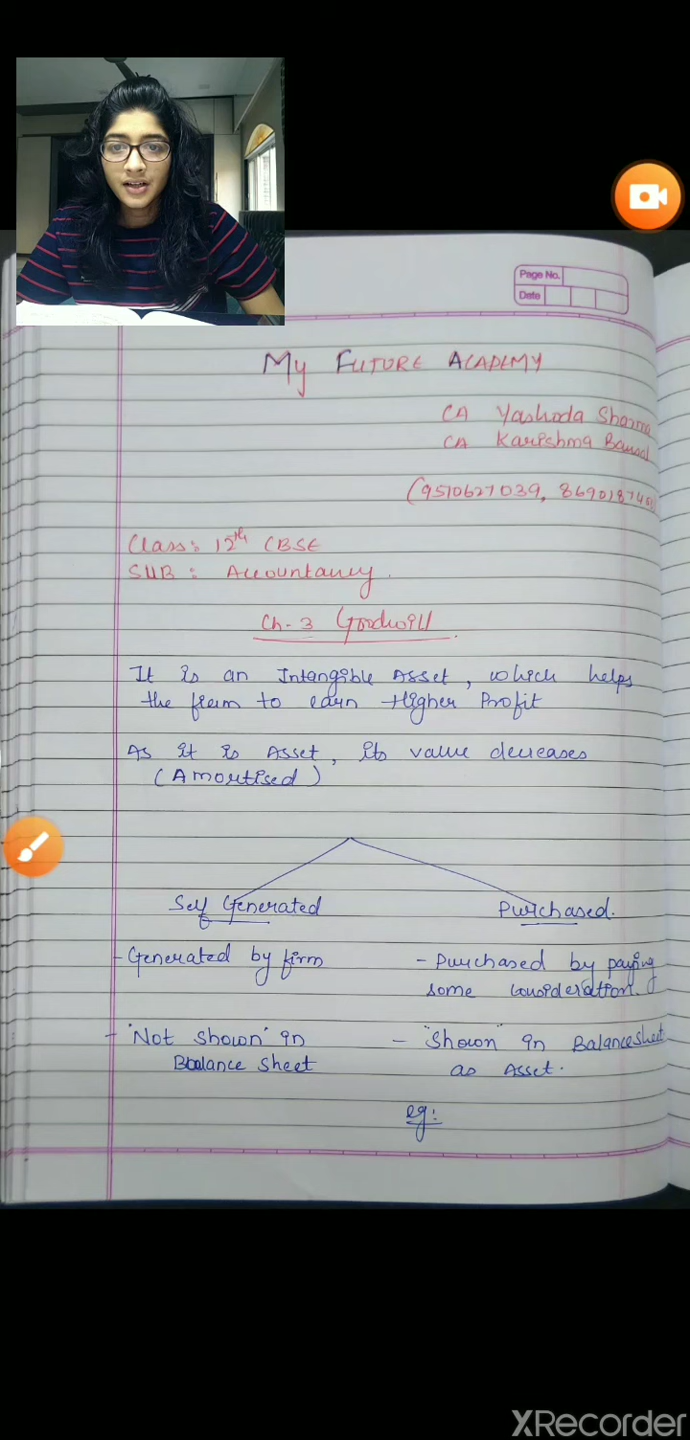 Page No.
Date
My FUTURE ACADEMY
CA Yashoda Sharma
CA Karishma Bansal
(9510627039, 86901874
Class: 12th CBSE
SUB : Accountancy.
Ch-3 Goodwill.
It is an Intangible Asset, which helps
the firm to earn Higher Profit
As it is Asset, its value decreases
(Amortised)
Self Generated
Purchased.
- Generated by firm
- Purchased by paying
some consideration.
- "Not Shown" in
Balance Sheet
- "Shown" in Balancesheet
as Asset.
eg:
XRecorder